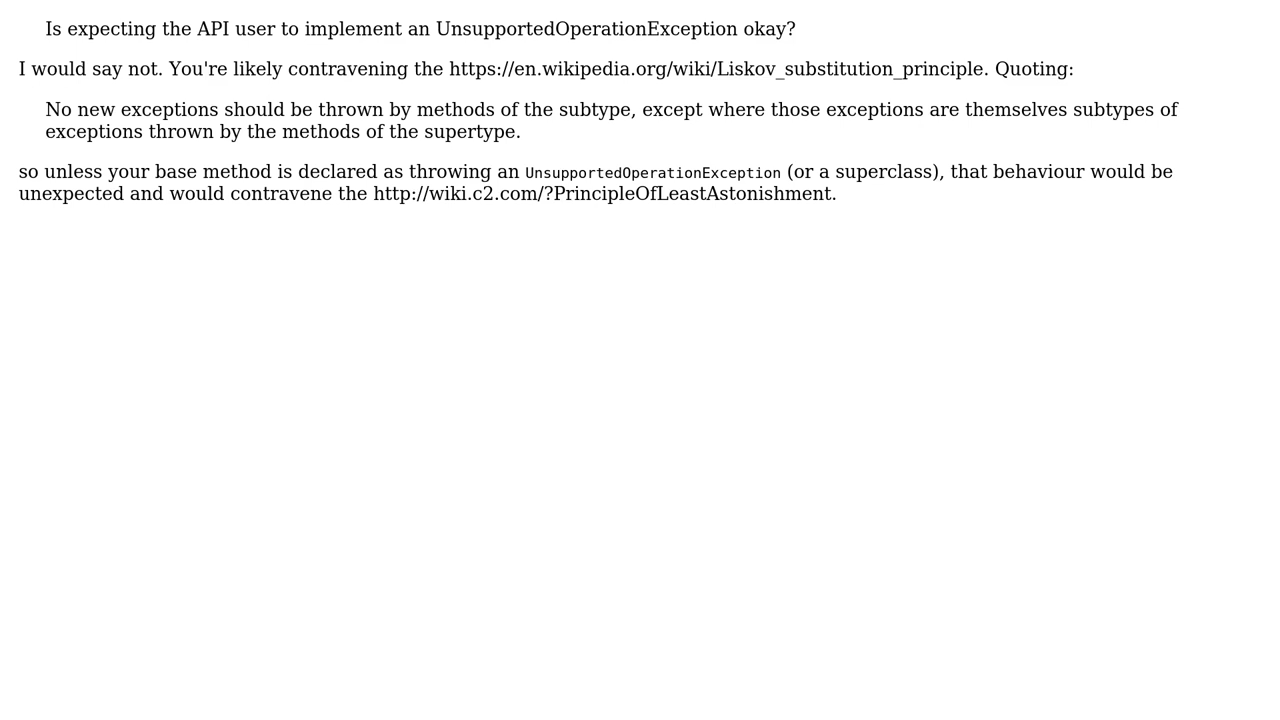 Is expecting the API user to implement an UnsupportedOperationException okay?
I would say not. You're likely contravening the https://en.wikipedia.org/wiki/Liskov_substitution_principle. Quoting:
No new exceptions should be thrown by methods of the subtype, except where those exceptions are themselves subtypes of
exceptions thrown by the methods of the supertype.
so unless your base method is declared as throwing an UnsupportedOperationException (or a superclass), that behaviour would be
unexpected and would contravene the http://wiki.c2.com/?PrincipleOfLeastAstonishment.